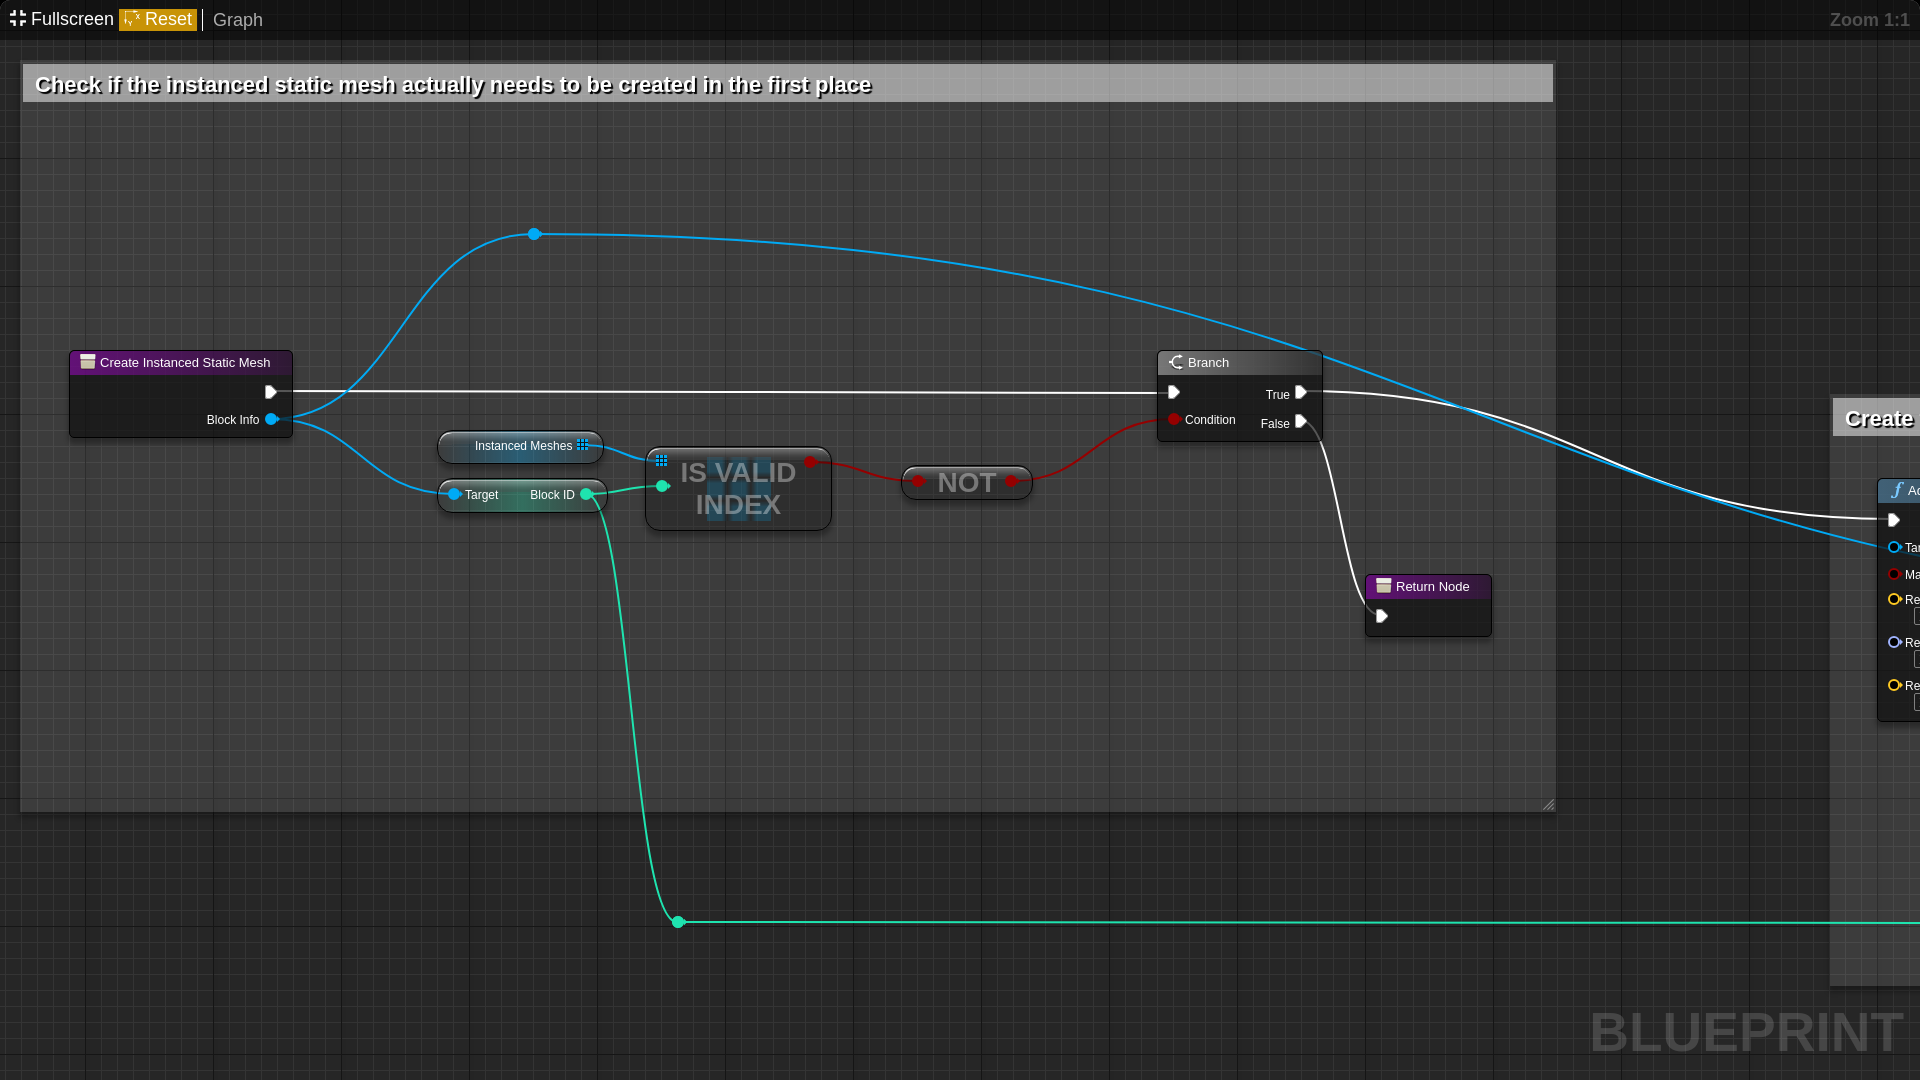 Fullscreen Reset Graph Zoom 1:1
Check if the instanced static mesh actually needs to be created in the first place
Create Instanced Static Mesh
Block Info
Instanced Meshes
Target Block ID
IS VALID
INDEX
NOT
Branch
True
Condition
False
Return Node
Create
Ad
Tar
Ma
Re
Re
Re
BLUEPRINT